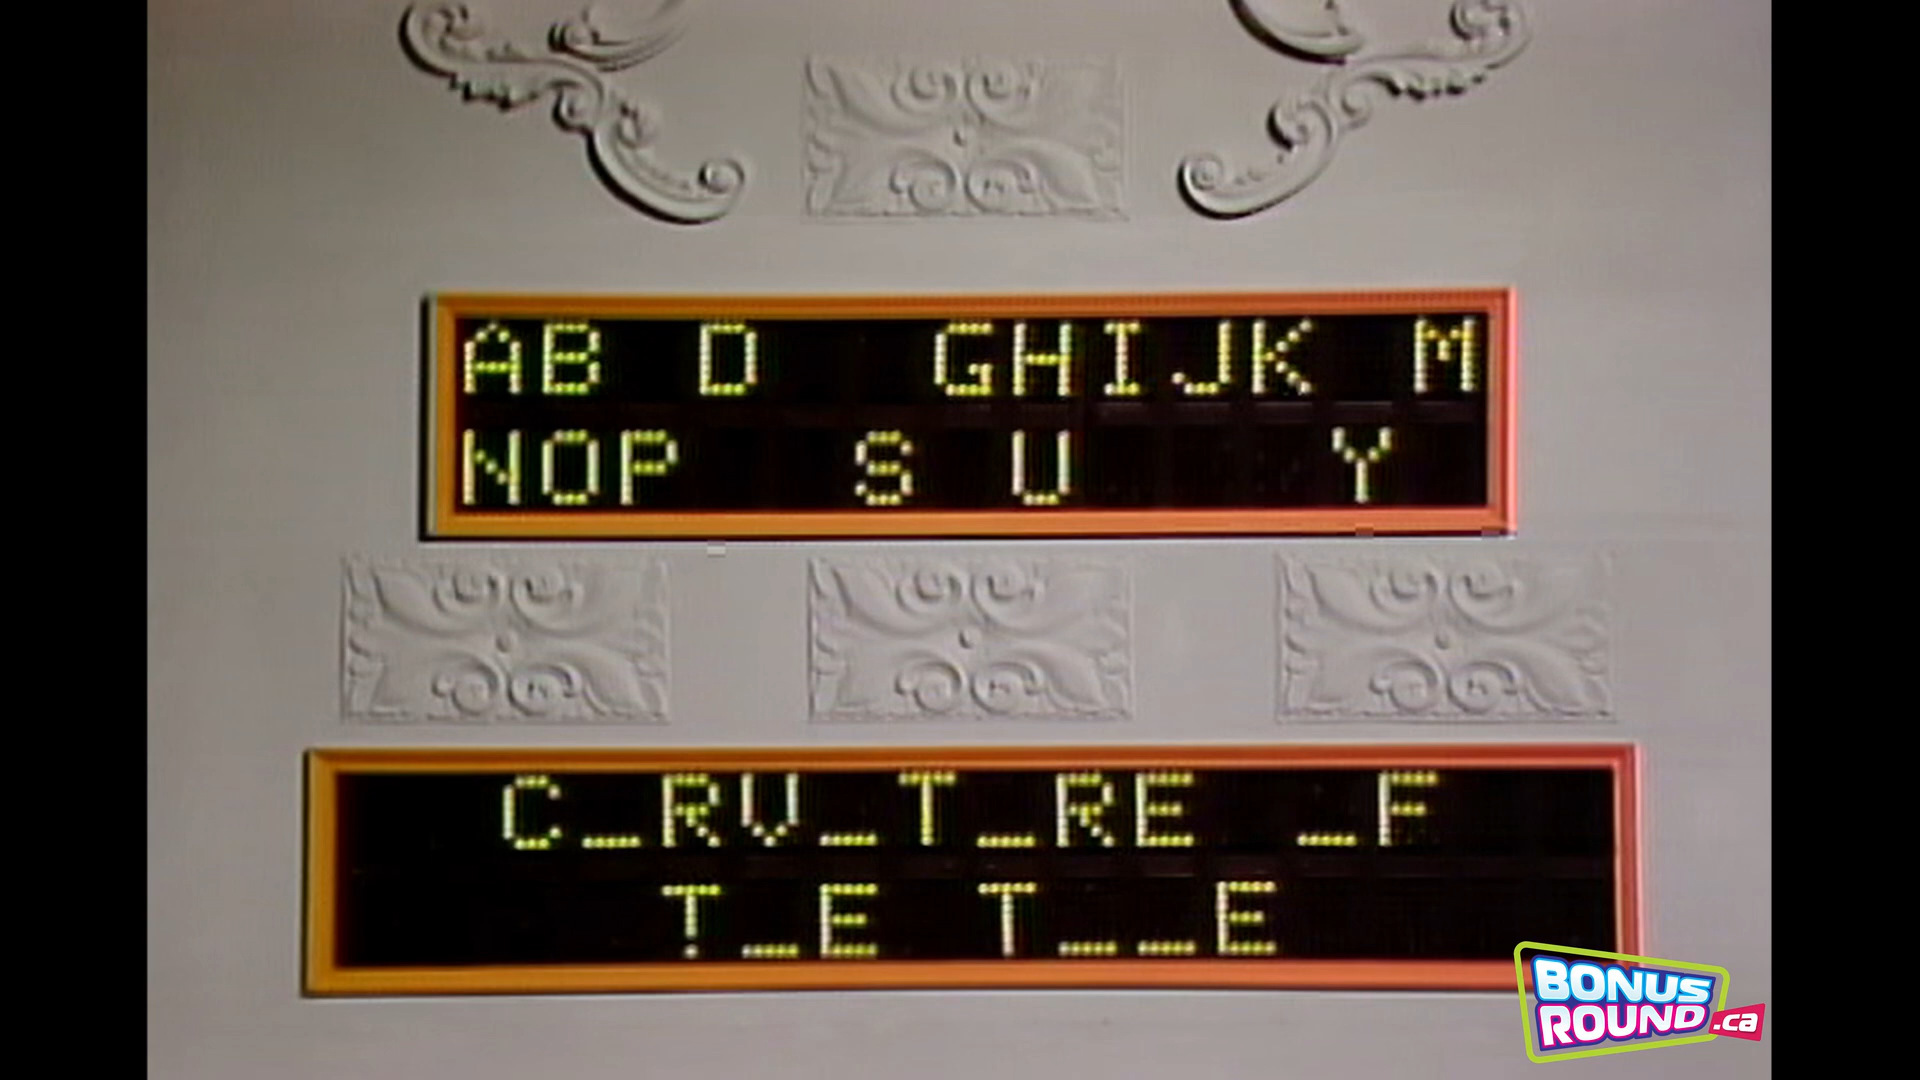 AB D GHIJK M
NOP S U Y
C_RV_T_RE _F
T_E T__E
BONUS
ROUND.ca